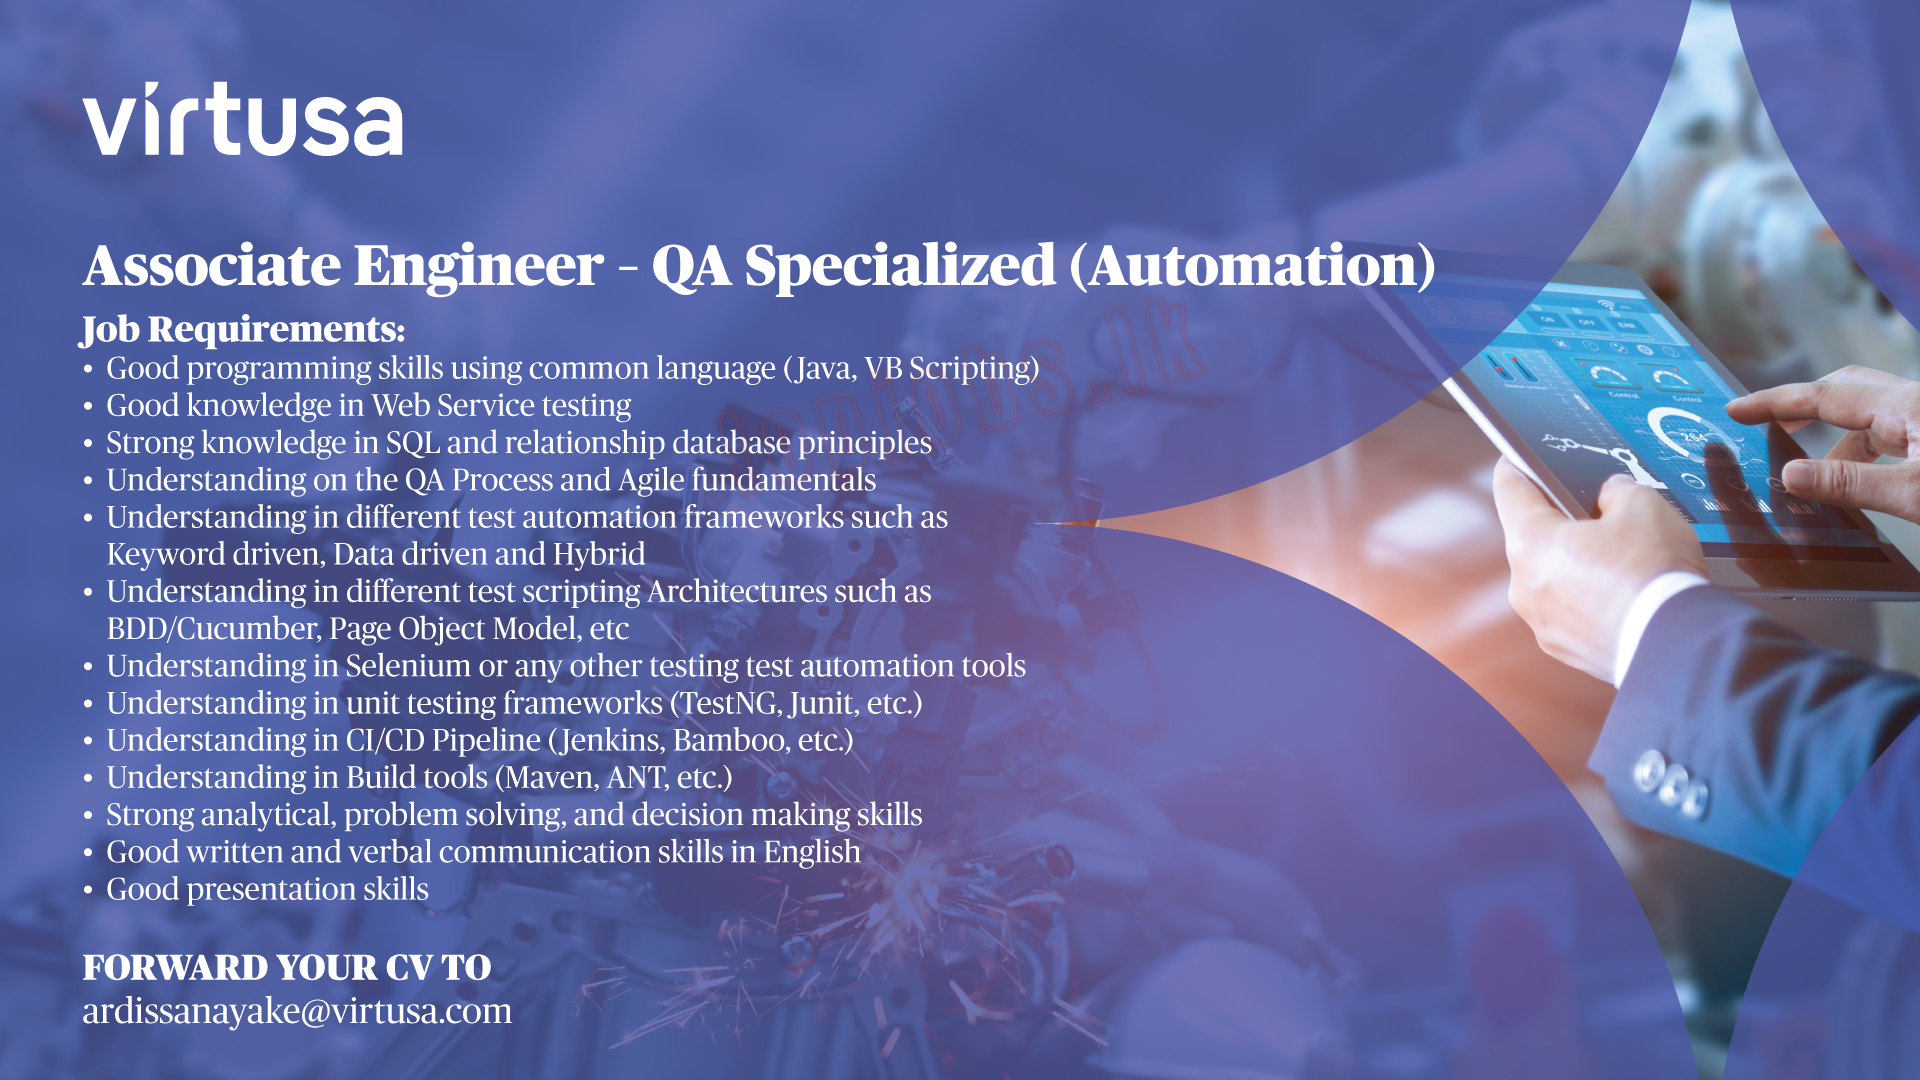 virtusa
Associate Engineer - QA Specialized (Automation)
Job Requirements:
• Good programming skills using common language (Java, VB Scripting)
• Good knowledge in Web Service testing
• Strong knowledge in SQL and relationship database principles
• Understanding on the QA Process and Agile fundamentals
• Understanding in different test automation frameworks such as
Keyword driven, Data driven and Hybrid
• Understanding in different test scripting Architectures such as
BDD/Cucumber, Page Object Model, etc
• Understanding in Selenium or any other testing test automation tools
• Understanding in unit testing frameworks (TestNG, Junit, etc.)
• Understanding in CI/CD Pipeline (Jenkins, Bamboo, etc.)
• Understanding in Build tools (Maven, ANT, etc.)
• Strong analytical, problem solving, and decision making skills
• Good written and verbal communication skills in English
• Good presentation skills
FORWARD YOUR CV TO
ardissanayake@virtusa.com
ON
OFF
ERR
Control
Control
264